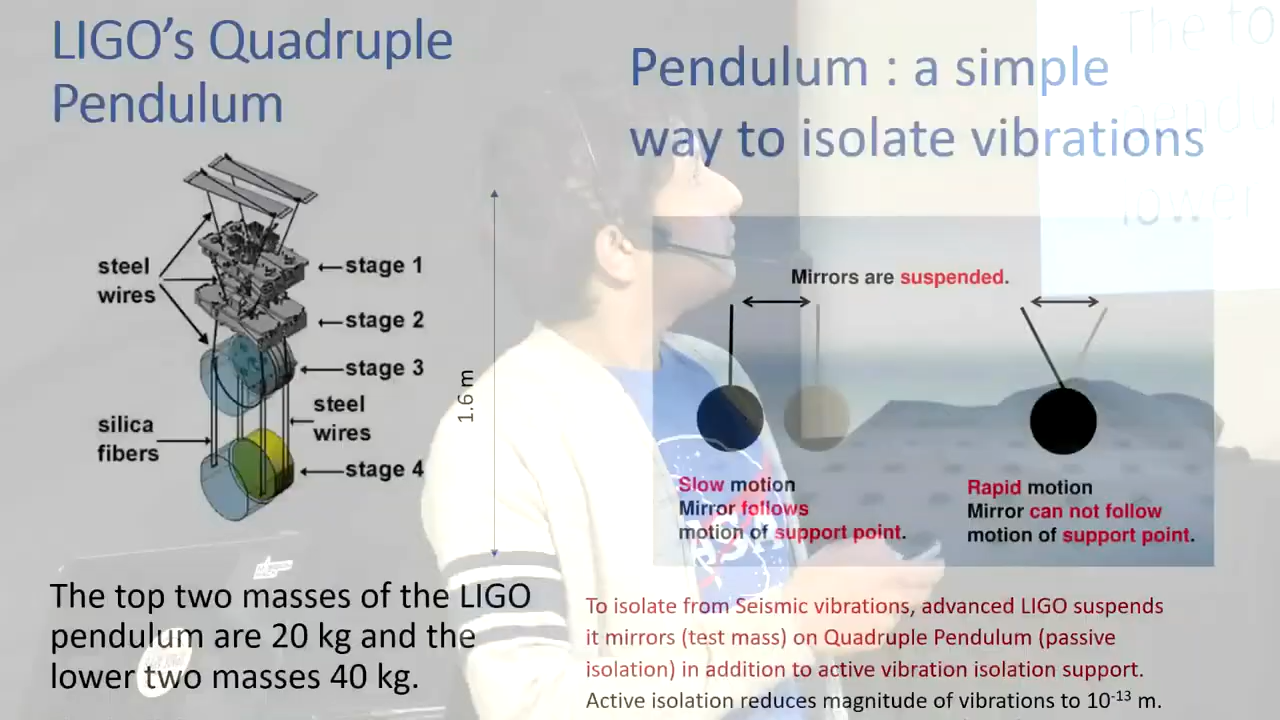 LIGO's Quadruple
Pendulum
steel
wires
stage 1
stage 2
stage 3
steel
wires
silica
fibers
stage 4
1.6 m
The top two masses of the LIGO
pendulum are 20 kg and the
lower two masses 40 kg.
Pendulum : a simple
way to isolate vibrations
Mirrors are suspended.
Slow motion
Mirror follows
motion of support point.
Rapid motion
Mirror can not follow
motion of support point.
To isolate from Seismic vibrations, advanced LIGO suspends
it mirrors (test mass) on Quadruple Pendulum (passive
isolation) in addition to active vibration isolation support.
Active isolation reduces magnitude of vibrations to 10⁻¹³ m.
The to
pendu
lower
NASA